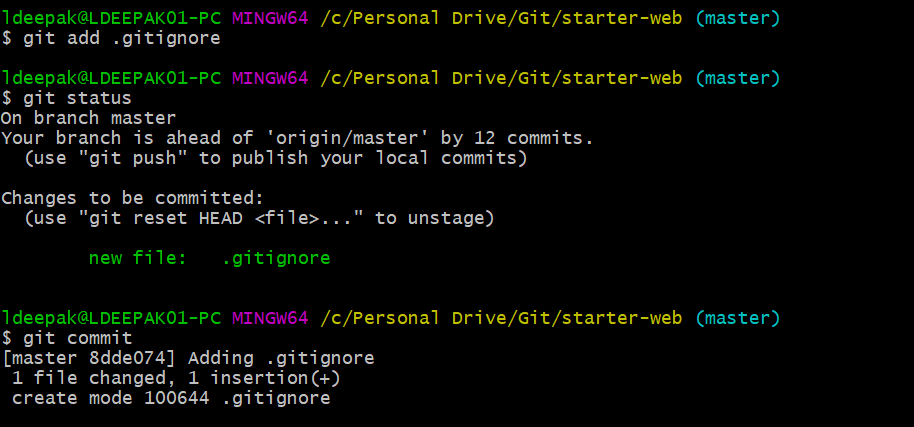 ldeepak@LDEEPAK01-PC MINGW64 /c/Personal Drive/Git/starter-web (master)
$ git add .gitignore
ldeepak@LDEEPAK01-PC MINGW64 /c/Personal Drive/Git/starter-web (master)
$ git status
On branch master
Your branch is ahead of 'origin/master' by 12 commits.
  (use "git push" to publish your local commits)
Changes to be committed:
  (use "git reset HEAD <file>..." to unstage)
        new file:   .gitignore
ldeepak@LDEEPAK01-PC MINGW64 /c/Personal Drive/Git/starter-web (master)
$ git commit
[master 8dde074] Adding .gitignore
 1 file changed, 1 insertion(+)
 create mode 100644 .gitignore